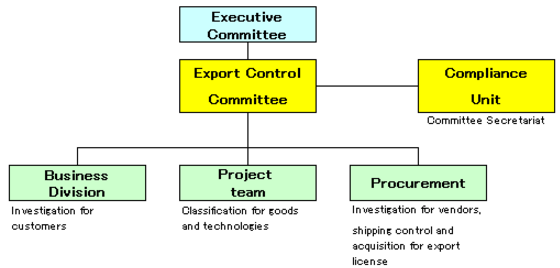 Executive
Committee
Export Control
Committee
Compliance
Unit
Committee Secretariat
Business
Division
Investigation for
customers
Project
team
Classification for goods
and technologies
Procurement
Investigation for vendors,
shipping control and
acquisition for export
license